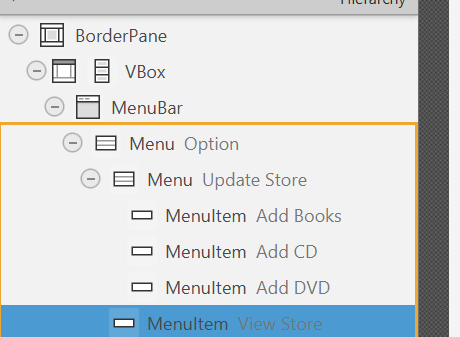 Hierarchy
BorderPane
VBox
MenuBar
Menu Option
Menu Update Store
MenuItem Add Books
MenuItem Add CD
MenuItem Add DVD
MenuItem View Store